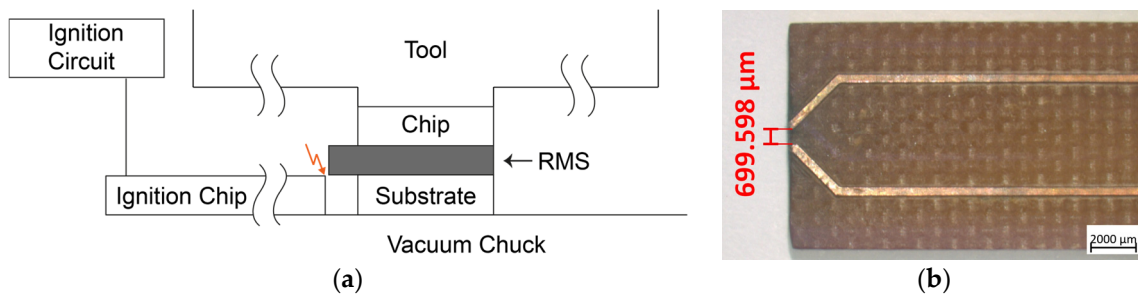 Ignition
Circuit
Tool
Chip
← RMS
Ignition Chip
Substrate
Vacuum Chuck
(a)
699.598 µm
2000 µm
(b)